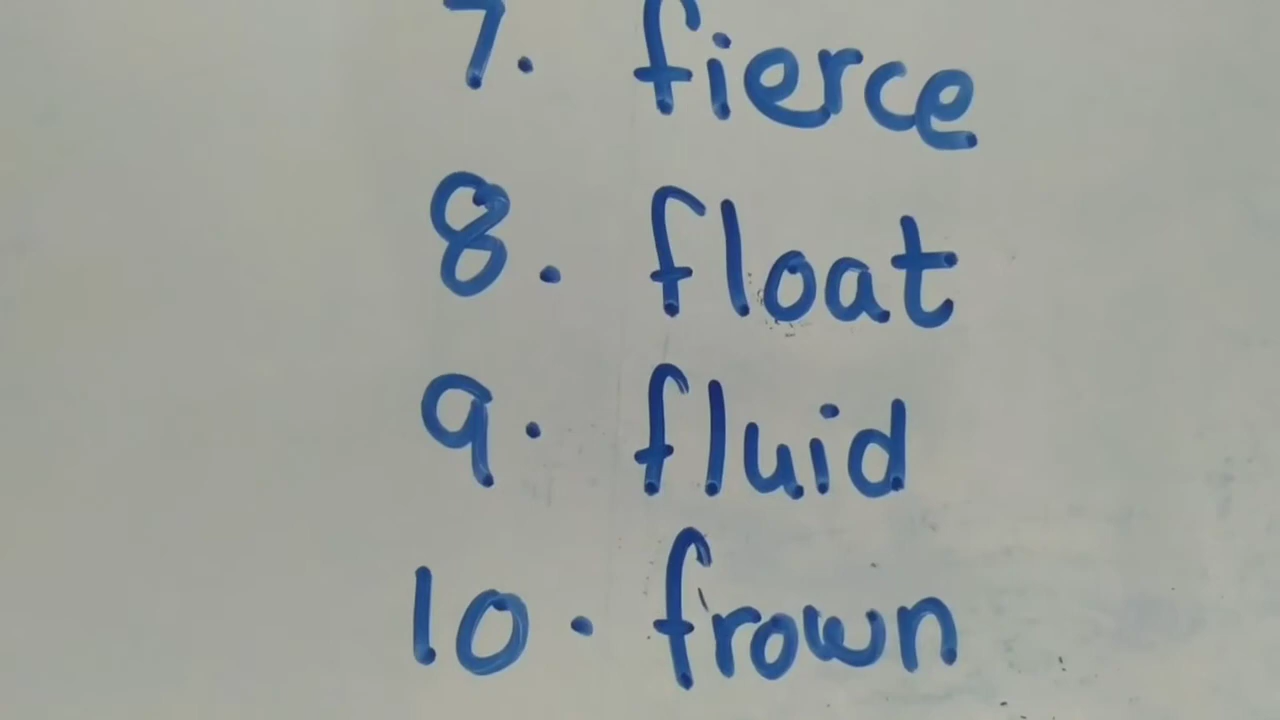 7. fierce
8. float
9. fluid
10. frown